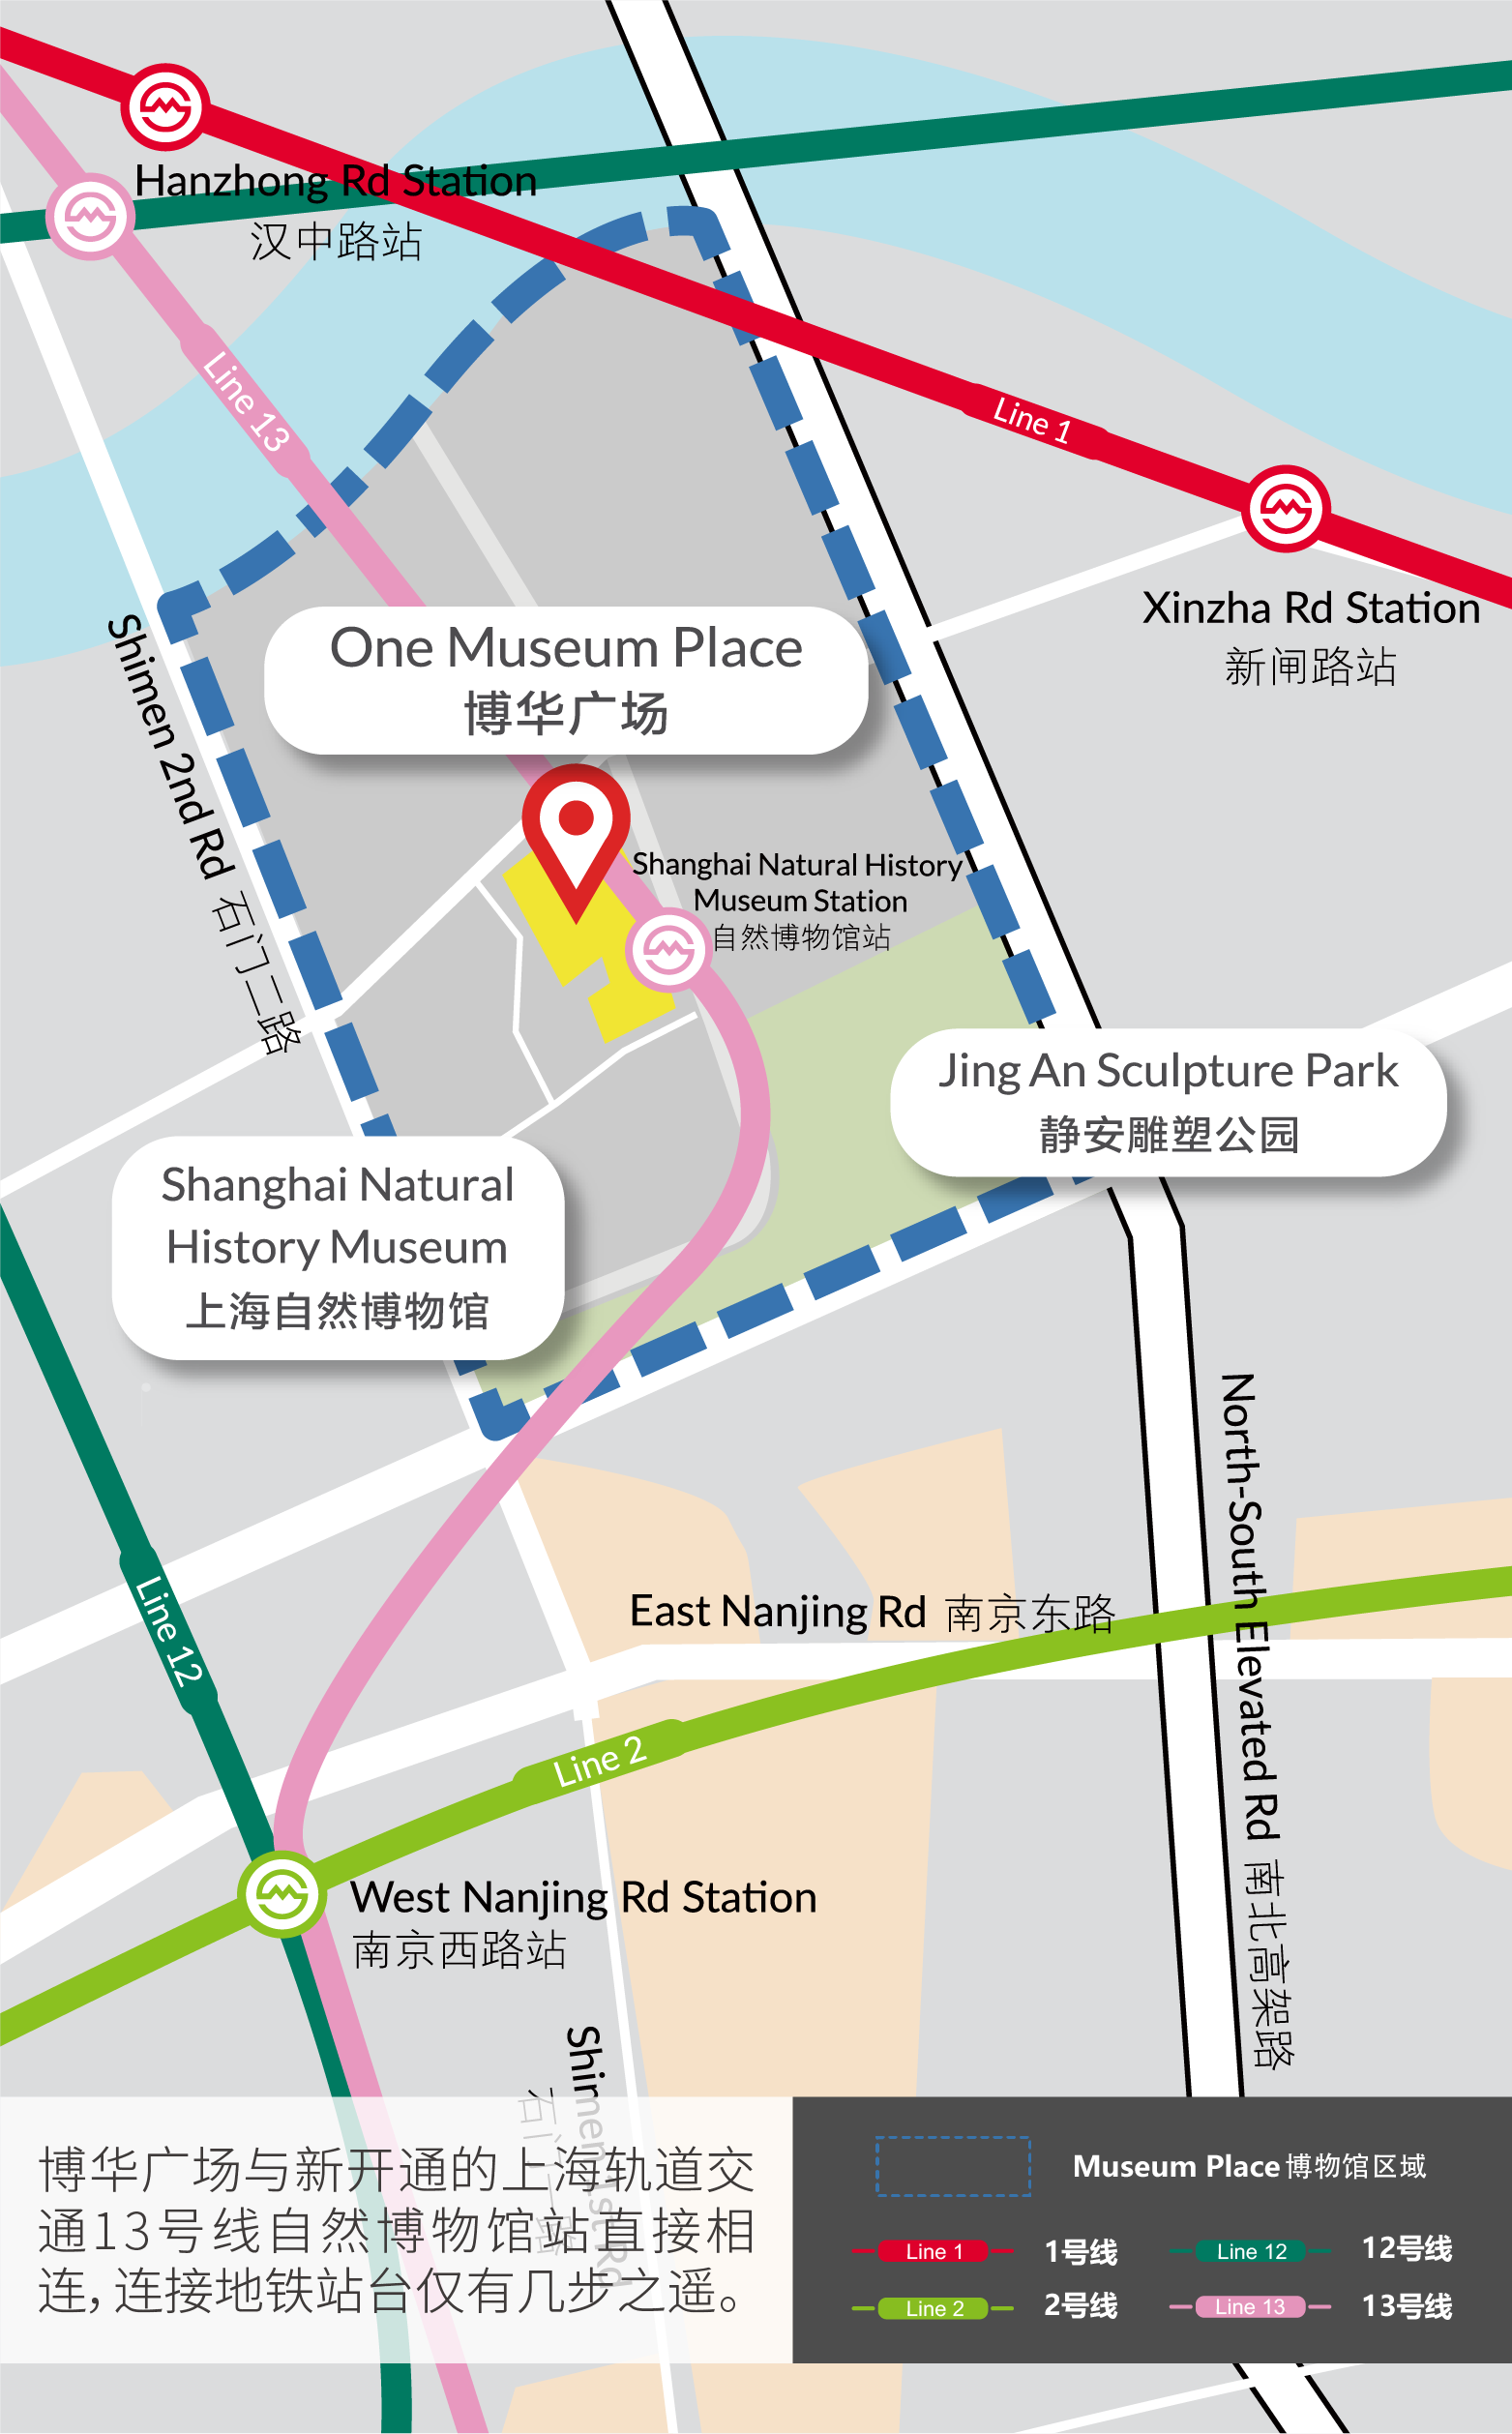 Hanzhong Rd Station
汉中路站
Line 13
Line 1
Xinzha Rd Station
新闸路站
Shimen 2nd Rd 石门二路
One Museum Place
博华广场
Shanghai Natural History
Museum Station
自然博物馆站
Jing An Sculpture Park
静安雕塑公园
Shanghai Natural
History Museum
上海自然博物馆
North-South Elevated Rd 南北高架路
Line 12
East Nanjing Rd 南京东路
Line 2
West Nanjing Rd Station
南京西路站
Shimen 1st Rd
石门一路
博华广场与新开通的上海轨道交
通13号线自然博物馆站直接相
连，连接地铁站台仅有几步之遥。
Museum Place 博物馆区域
Line 1 1号线
Line 12 12号线
Line 2 2号线
Line 13 13号线